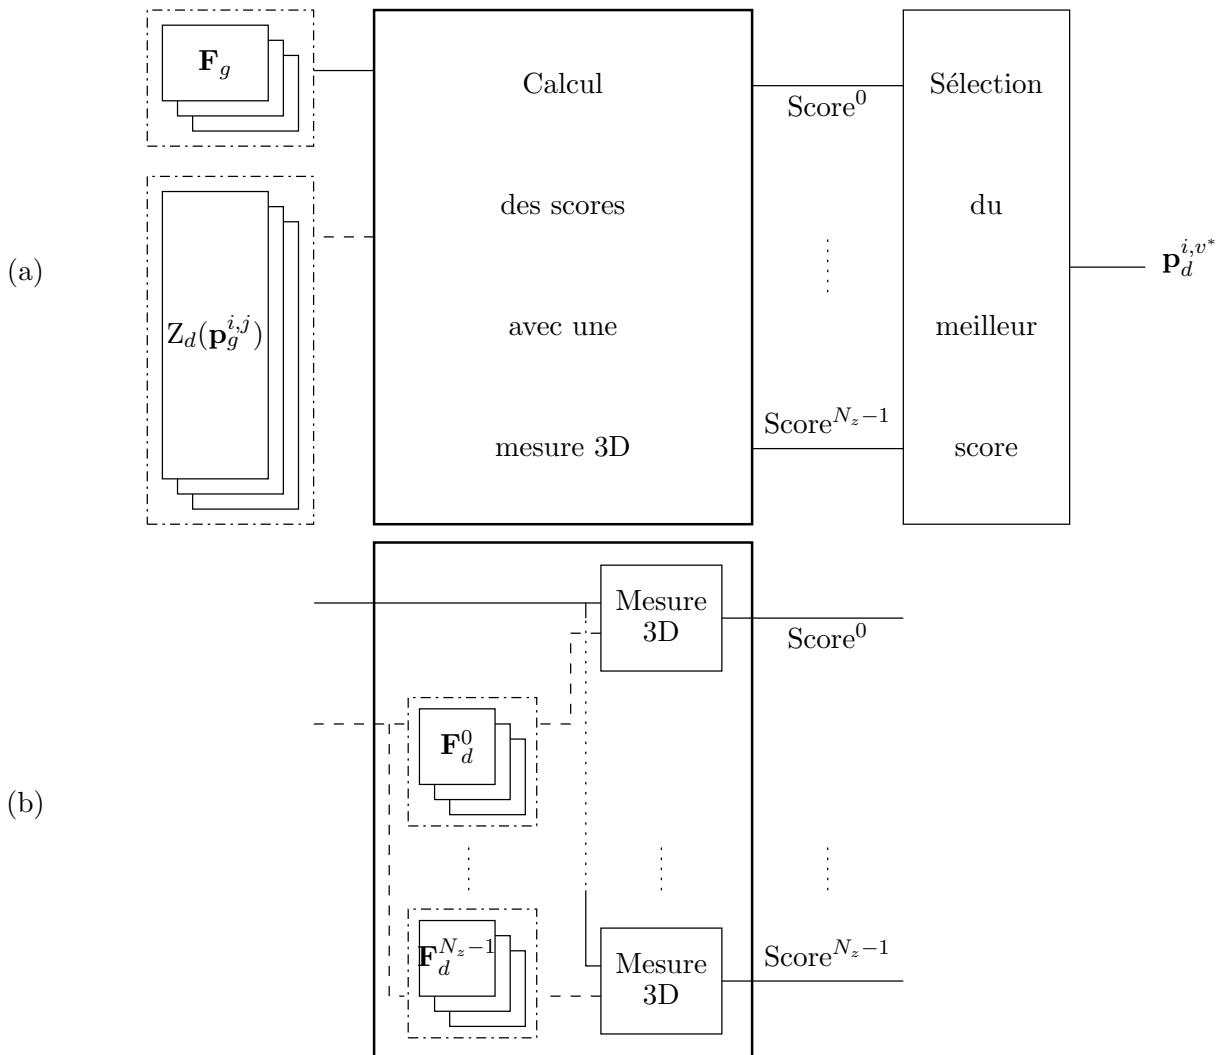 F_g
Calcul
Score^0
Sélection
des scores
du
(a)
p_d^{i,v*}
Z_d(p_g^{i,j})
avec une
meilleur
Score^{N_z−1}
mesure 3D
score
Mesure
3D
Score^0
F_d^0
(b)
F_d^{N_z−1}
Mesure
3D
Score^{N_z−1}